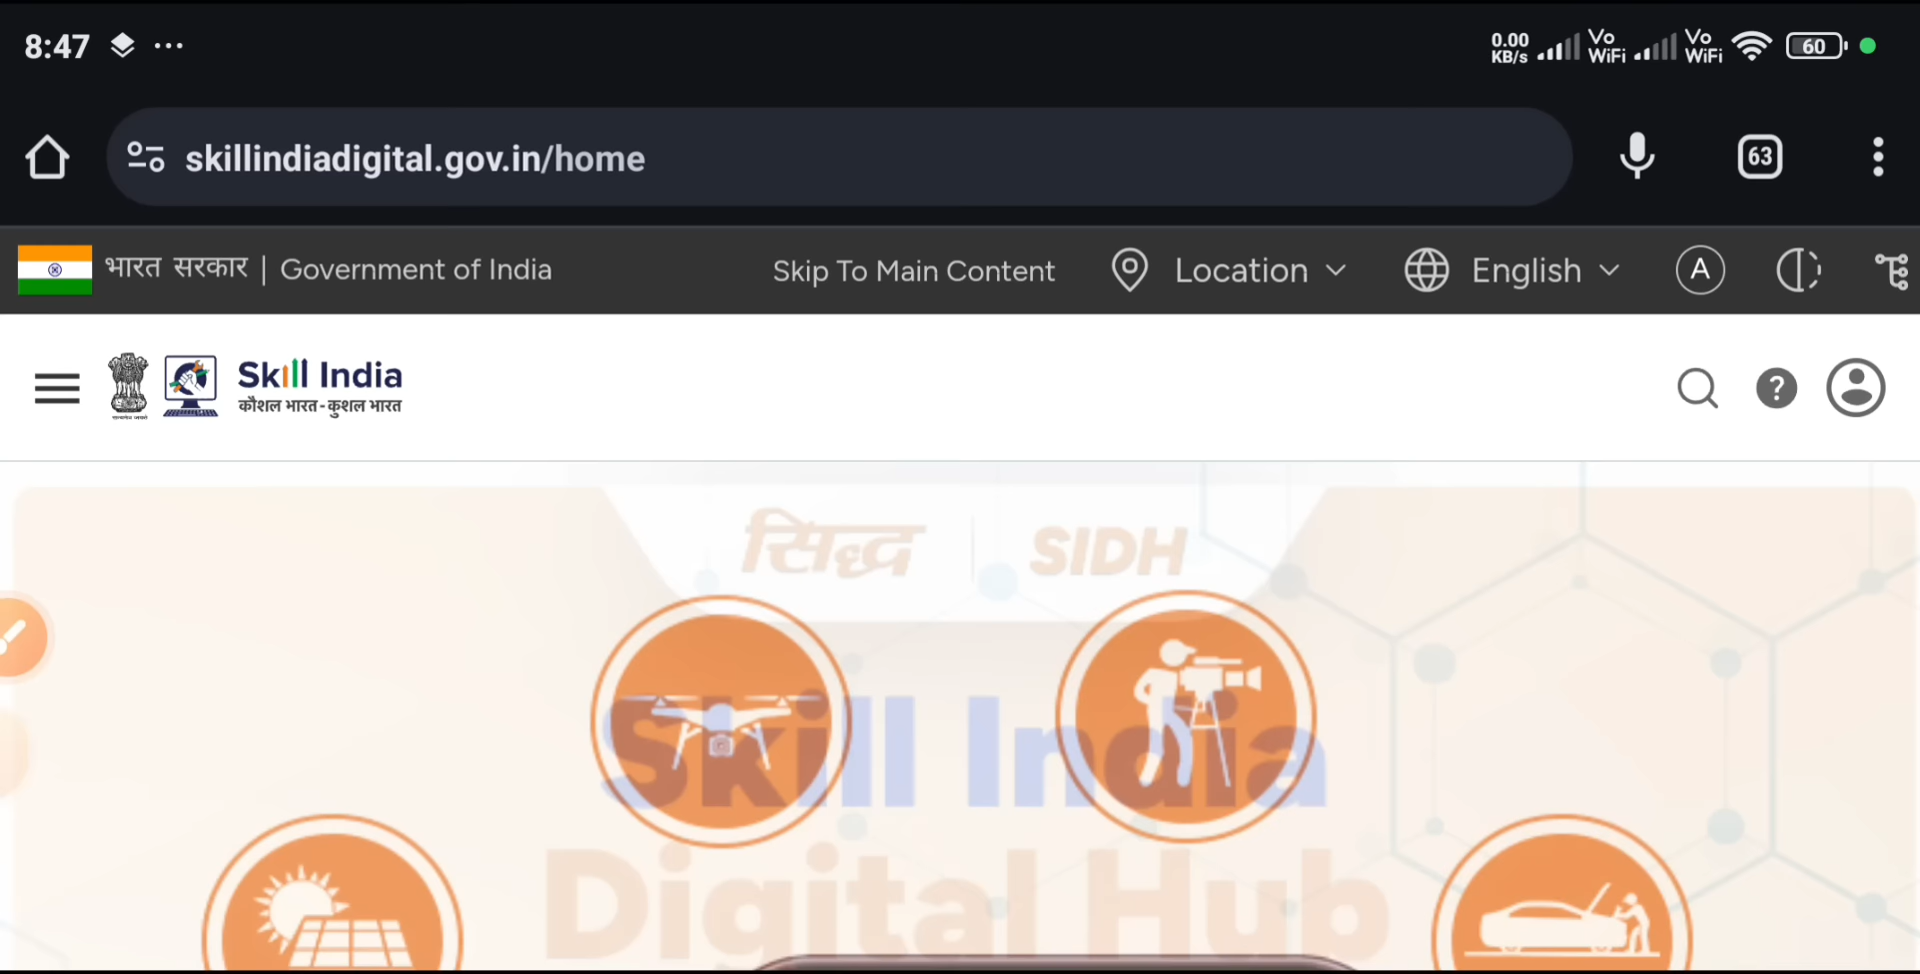 8:47
0.00 KB/s Vo WiFi Vo WiFi 60
skillindiadigital.gov.in/home 63
भारत सरकार | Government of India Skip To Main Content Location English A
Skill India
कौशल भारत - कुशल भारत
सिद्ध SIDH
Skill India
Digital Hub